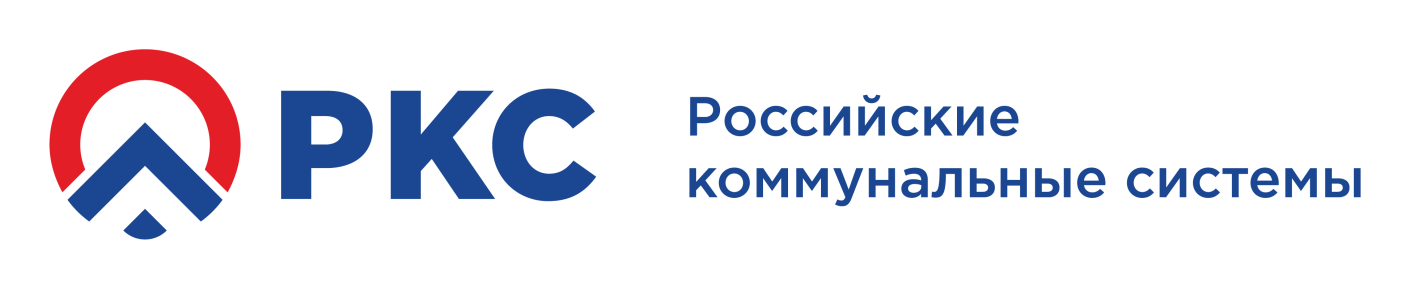 РКС
Российские
коммунальные системы